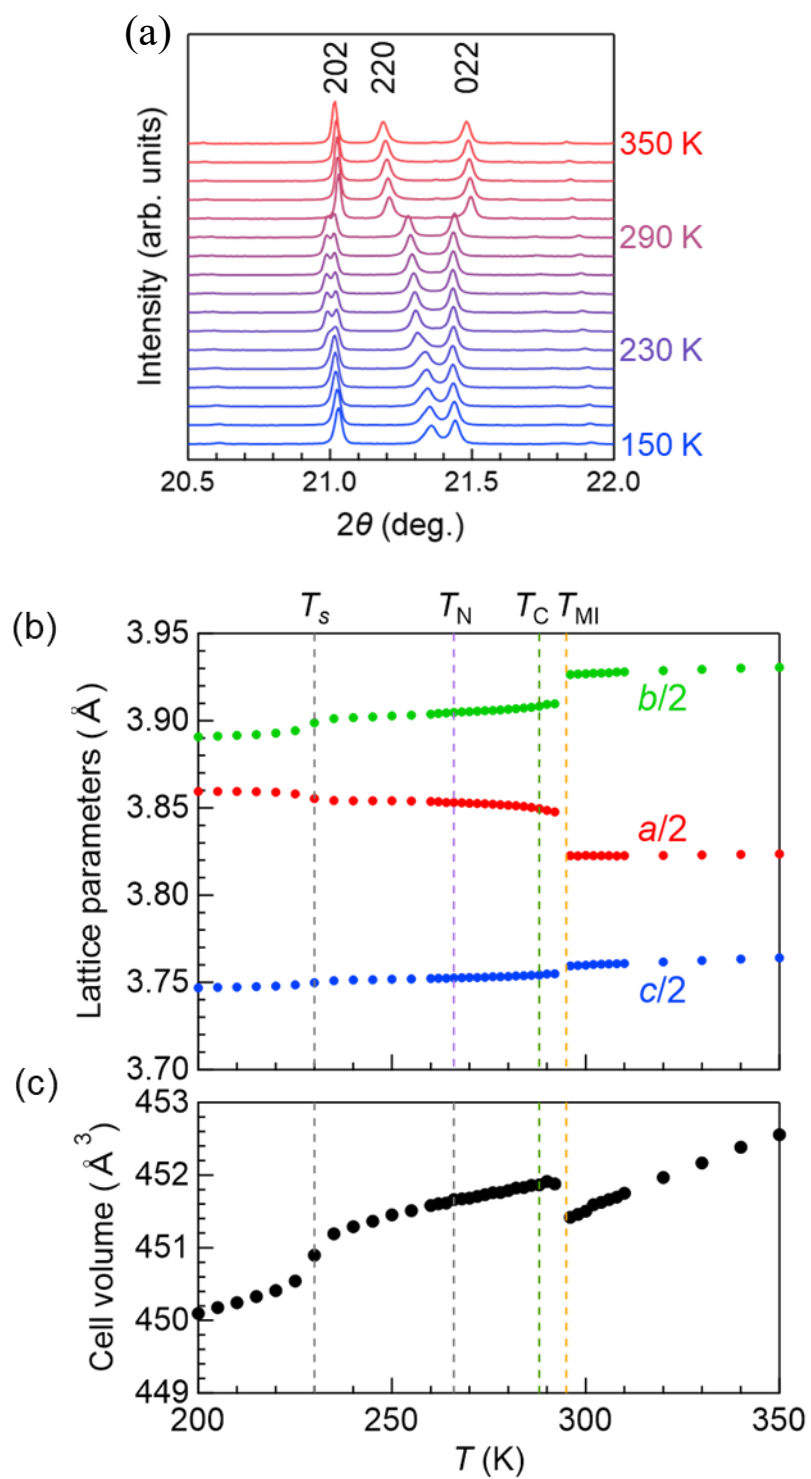 (a)
202 220 022
350 K
290 K
230 K
150 K
Intensity (arb. units)
20.5 21.0 21.5 22.0
2θ (deg.)
(b)
Ts TN TC TMI
3.95
3.90
3.85
3.80
3.75
3.70
Lattice parameters (Å)
b/2
a/2
c/2
(c)
453
452
451
450
449
Cell volume (Å3)
200 250 300 350
T (K)